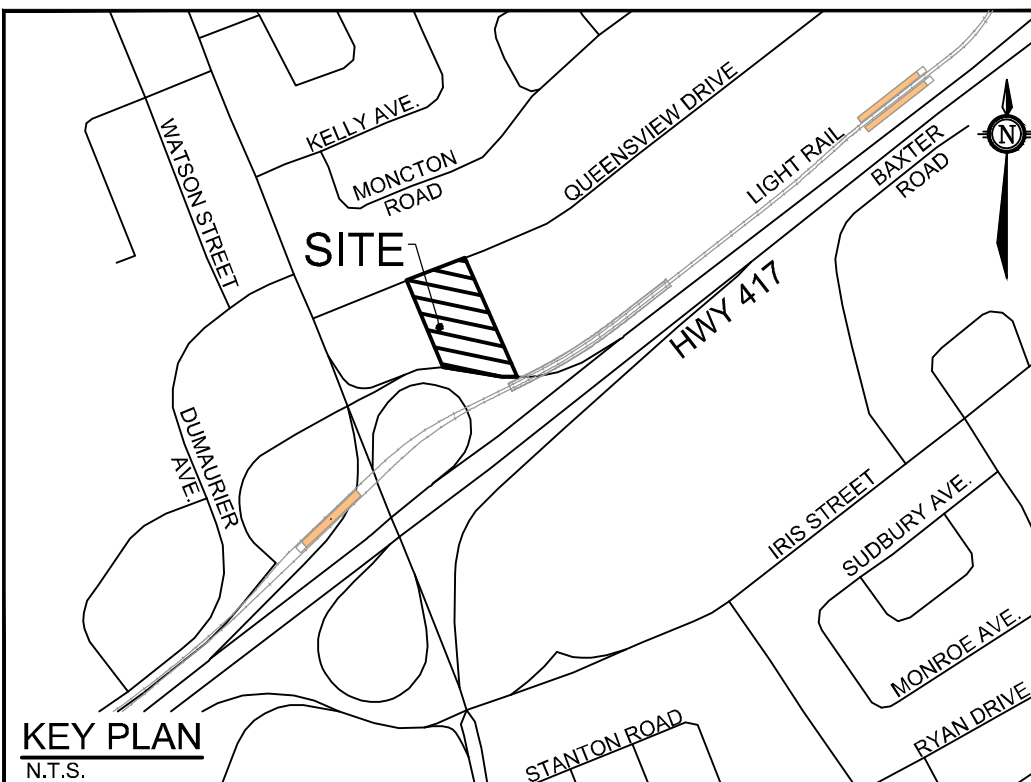 WATSON STREET
KELLY AVE.
MONCTON
ROAD
QUEENSVIEW DRIVE
LIGHT RAIL
BAXTER
ROAD
N
SITE
HWY 417
DUMAURIER
AVE.
IRIS STREET
SUDBURY AVE.
MONROE AVE.
RYAN DRIVE
STANTON ROAD
KEY PLAN
N.T.S.